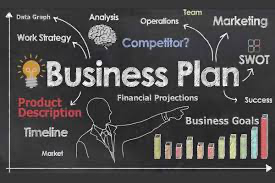 Data Graph
Analysis
Team
Operations
Marketing
Work Strategy
Competitor?
SWOT
Business Plan
Product
Description
Financial Projections
Success
Timeline
Business Goals
Market